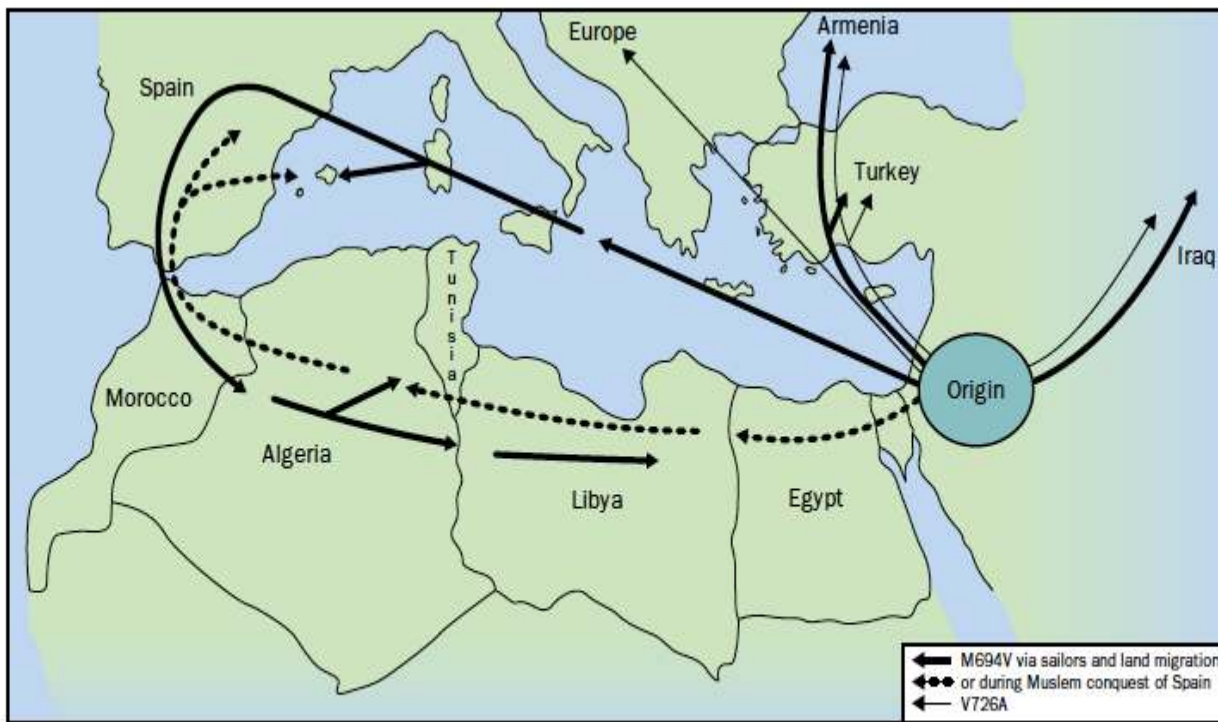 Armenia
Europe
Spain
Turkey
Iraq
Tunisia
Origin
Morocco
Algeria
Libya
Egypt
M694V via sailors and land migration
or during Muslem conquest of Spain
V726A